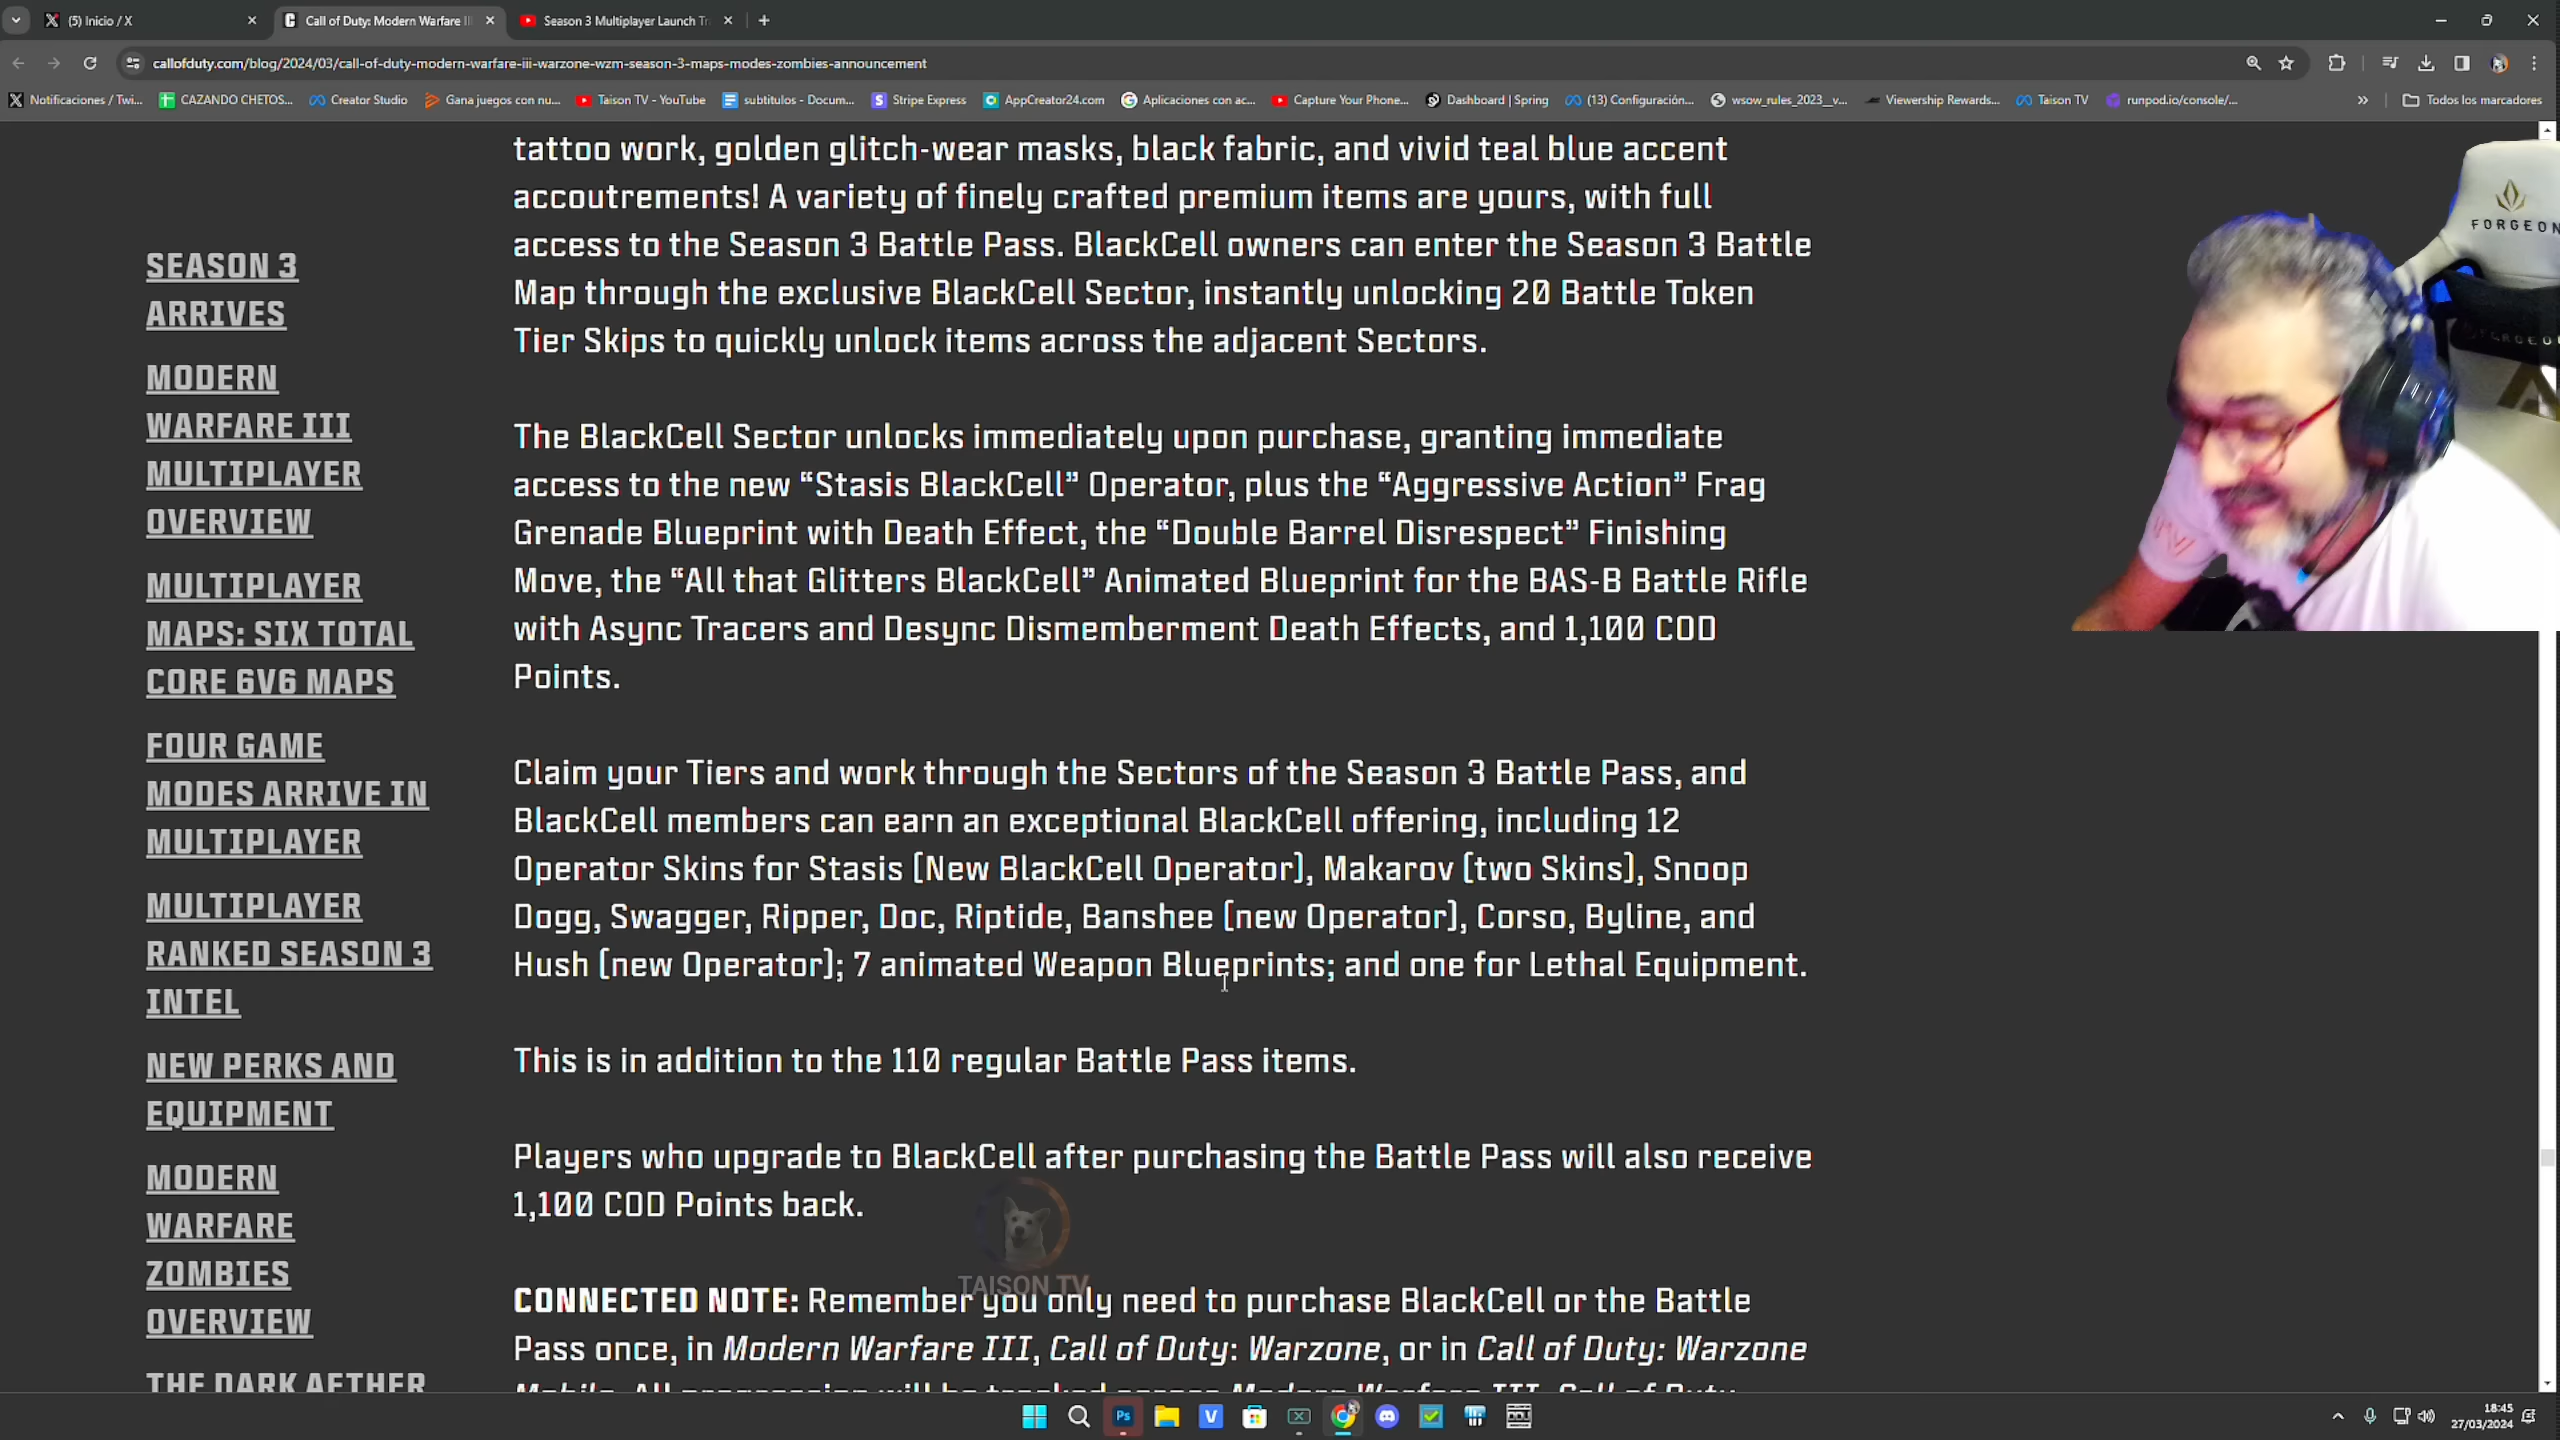 (5) Inicio / X
Call of Duty: Modern Warfare II
Season 3 Multiplayer Launch Tr
callofduty.com/blog/2024/03/call-of-duty-modern-warfare-iii-warzone-wzm-season-3-maps-modes-zombies-announcement
Notificaciones / Twi...
CAZANDO CHETOS...
Creator Studio
Gana juegos con nu...
Taison TV - YouTube
subtitulos - Docum...
Stripe Express
AppCreator24.com
Aplicaciones con ac...
Capture Your Phone...
Dashboard | Spring
(13) Configuración...
wsow_rules_2023__v...
Viewership Rewards...
Taison TV
runpod.io/console/...
Todos los marcadores
SEASON 3
ARRIVES
MODERN
WARFARE III
MULTIPLAYER
OVERVIEW
MULTIPLAYER
MAPS: SIX TOTAL
CORE 6V6 MAPS
FOUR GAME
MODES ARRIVE IN
MULTIPLAYER
MULTIPLAYER
RANKED SEASON 3
INTEL
NEW PERKS AND
EQUIPMENT
MODERN
WARFARE
ZOMBIES
OVERVIEW
THE DARK AETHER
tattoo work, golden glitch-wear masks, black fabric, and vivid teal blue accent
accoutrements! A variety of finely crafted premium items are yours, with full
access to the Season 3 Battle Pass. BlackCell owners can enter the Season 3 Battle
Map through the exclusive BlackCell Sector, instantly unlocking 20 Battle Token
Tier Skips to quickly unlock items across the adjacent Sectors.
The BlackCell Sector unlocks immediately upon purchase, granting immediate
access to the new “Stasis BlackCell” Operator, plus the “Aggressive Action” Frag
Grenade Blueprint with Death Effect, the “Double Barrel Disrespect” Finishing
Move, the “All that Glitters BlackCell” Animated Blueprint for the BAS-B Battle Rifle
with Async Tracers and Desync Dismemberment Death Effects, and 1,100 COD
Points.
Claim your Tiers and work through the Sectors of the Season 3 Battle Pass, and
BlackCell members can earn an exceptional BlackCell offering, including 12
Operator Skins for Stasis [New BlackCell Operator], Makarov [two Skins], Snoop
Dogg, Swagger, Ripper, Doc, Riptide, Banshee [new Operator], Corso, Byline, and
Hush [new Operator]; 7 animated Weapon Blueprints; and one for Lethal Equipment.
This is in addition to the 110 regular Battle Pass items.
Players who upgrade to BlackCell after purchasing the Battle Pass will also receive
1,100 COD Points back.
TAISON TV
CONNECTED NOTE: Remember you only need to purchase BlackCell or the Battle
Pass once, in Modern Warfare III, Call of Duty: Warzone, or in Call of Duty: Warzone
Mobile. All progression will be tracked across Modern Warfare III, Call of Duty
FORGEON
Ps
V
18:45
27/03/2024